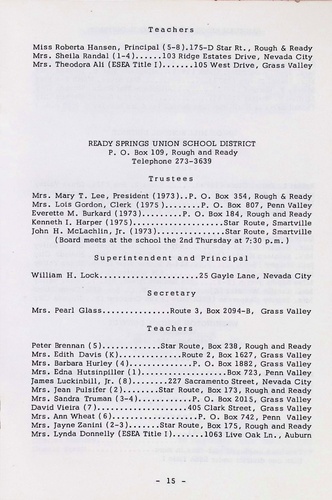 Teachers
Miss Roberta Hansen, Principal (5-8).175-D Star Rt., Rough & Ready
Mrs. Sheila Randal (1-4)......103 Ridge Estates Drive, Nevada City
Mrs. Theodora Ali (ESEA Title I).......105 West Drive, Grass Valley
READY SPRINGS UNION SCHOOL DISTRICT
P. O. Box 109, Rough and Ready
Telephone 273-3639
Trustees
Mrs. Mary T. Lee, President (1973)..P. O. Box 354, Rough & Ready
Mrs. Lois Gordon, Clerk (1975).........P. O. Box 807, Penn Valley
Everette M. Burkard (1973).........P. O. Box 184, Rough and Ready
Kenneth I. Harper (1975)....................Star Route, Smartville
John H. McLachlin, Jr. (1973)...............Star Route, Smartville
(Board meets at the school the 2nd Thursday at 7:30 p.m.)
Superintendent and Principal
William H. Lock......................25 Gayle Lane, Nevada City
Secretary
Mrs. Pearl Glass...............Route 3, Box 2094-B, Grass Valley
Teachers
Peter Brennan (5).............Star Route, Box 238, Rough and Ready
Mrs. Edith Davis (K)..............Route 2, Box 1627, Grass Valley
Mrs. Barbara Hurley (4)..............P. O. Box 1882, Grass Valley
Mrs. Edna Hutsinpiller (1)...................Box 723, Penn Valley
James Luckinbill, Jr. (8).......227 Sacramento Street, Nevada City
Mrs. Jean Pulsifer (2).......Star Route, Box 173, Rough and Ready
Mrs. Sandra Truman (3-4)............P. O. Box 2015, Grass Valley
David Vieira (7)....................405 Clark Street, Grass Valley
Mrs. Ann Wheat (6)...................P. O. Box 742, Penn Valley
Mrs. Jayne Zanini (2-3)......Star Route, Box 175, Rough and Ready
Mrs. Lynda Donnelly (ESEA Title I).......1063 Live Oak Ln., Auburn
- 15 -